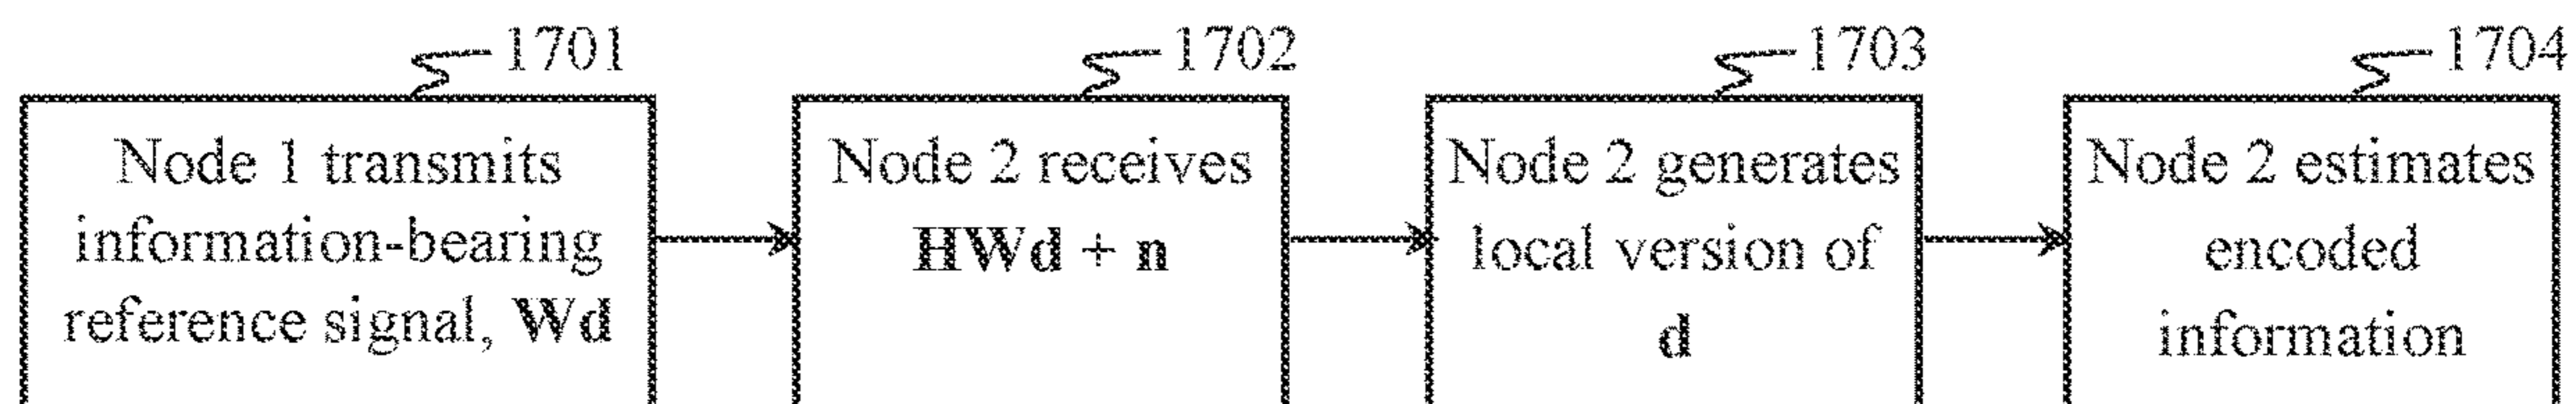 1701
1702
1703
1704
Node 1 transmits
information-bearing
reference signal, Wd
Node 2 receives
HWd + n
Node 2 generates
local version of
d
Node 2 estimates
encoded
information